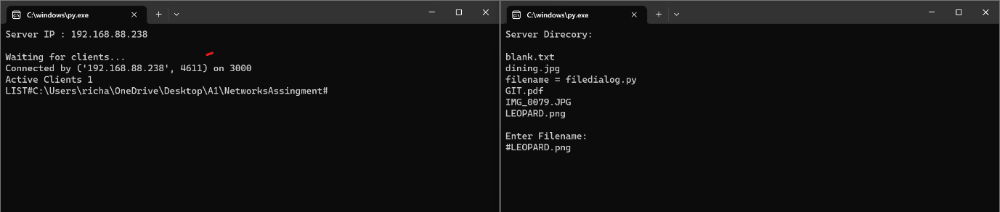 C:\windows\py.exe
Server IP : 192.168.88.238
Waiting for clients...
Connected by ('192.168.88.238', 4611) on 3000
Active Clients 1
LIST#C:\Users\richa\OneDrive\Desktop\A1\NetworksAssingment#
C:\windows\py.exe
Server Direcory:
blank.txt
dining.jpg
filename = filedialog.py
GIT.pdf
IMG_0079.JPG
LEOPARD.png
Enter Filename:
#LEOPARD.png